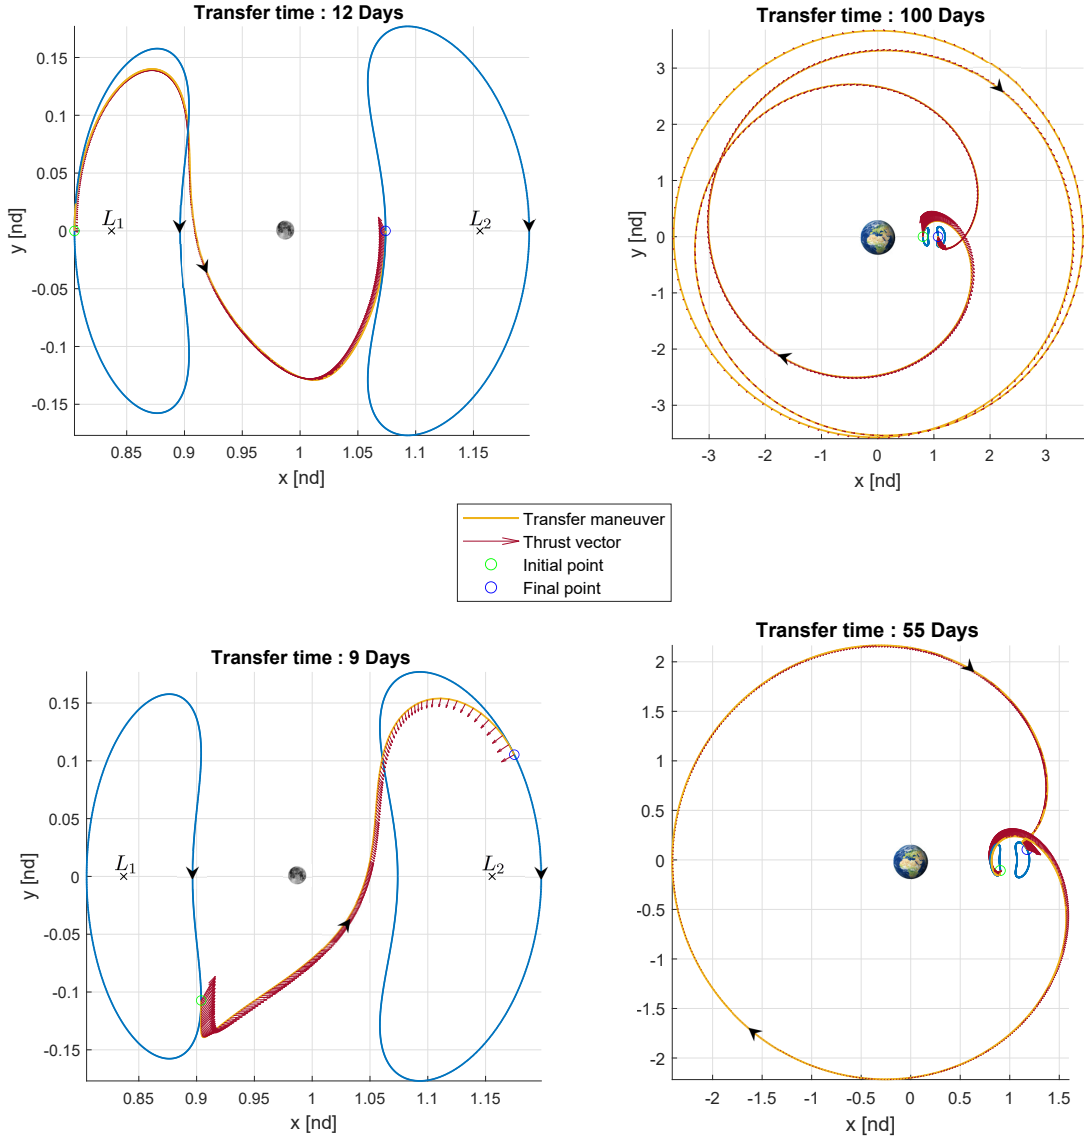 Transfer time : 12 Days
0.15
0.1
0.05
0
-0.05
-0.1
-0.15
y [nd]
L1
L2
0.85
0.9
0.95
1
1.05
1.1
1.15
x [nd]
Transfer time : 100 Days
3
2
1
0
-1
-2
-3
y [nd]
-3
-2
-1
0
1
2
3
x [nd]
Transfer maneuver
Thrust vector
Initial point
Final point
Transfer time : 9 Days
0.15
0.1
0.05
0
-0.05
-0.1
-0.15
y [nd]
L1
L2
0.85
0.9
0.95
1
1.05
1.1
1.15
x [nd]
Transfer time : 55 Days
2
1.5
1
0.5
0
-0.5
-1
-1.5
-2
y [nd]
-2
-1.5
-1
-0.5
0
0.5
1
1.5
x [nd]